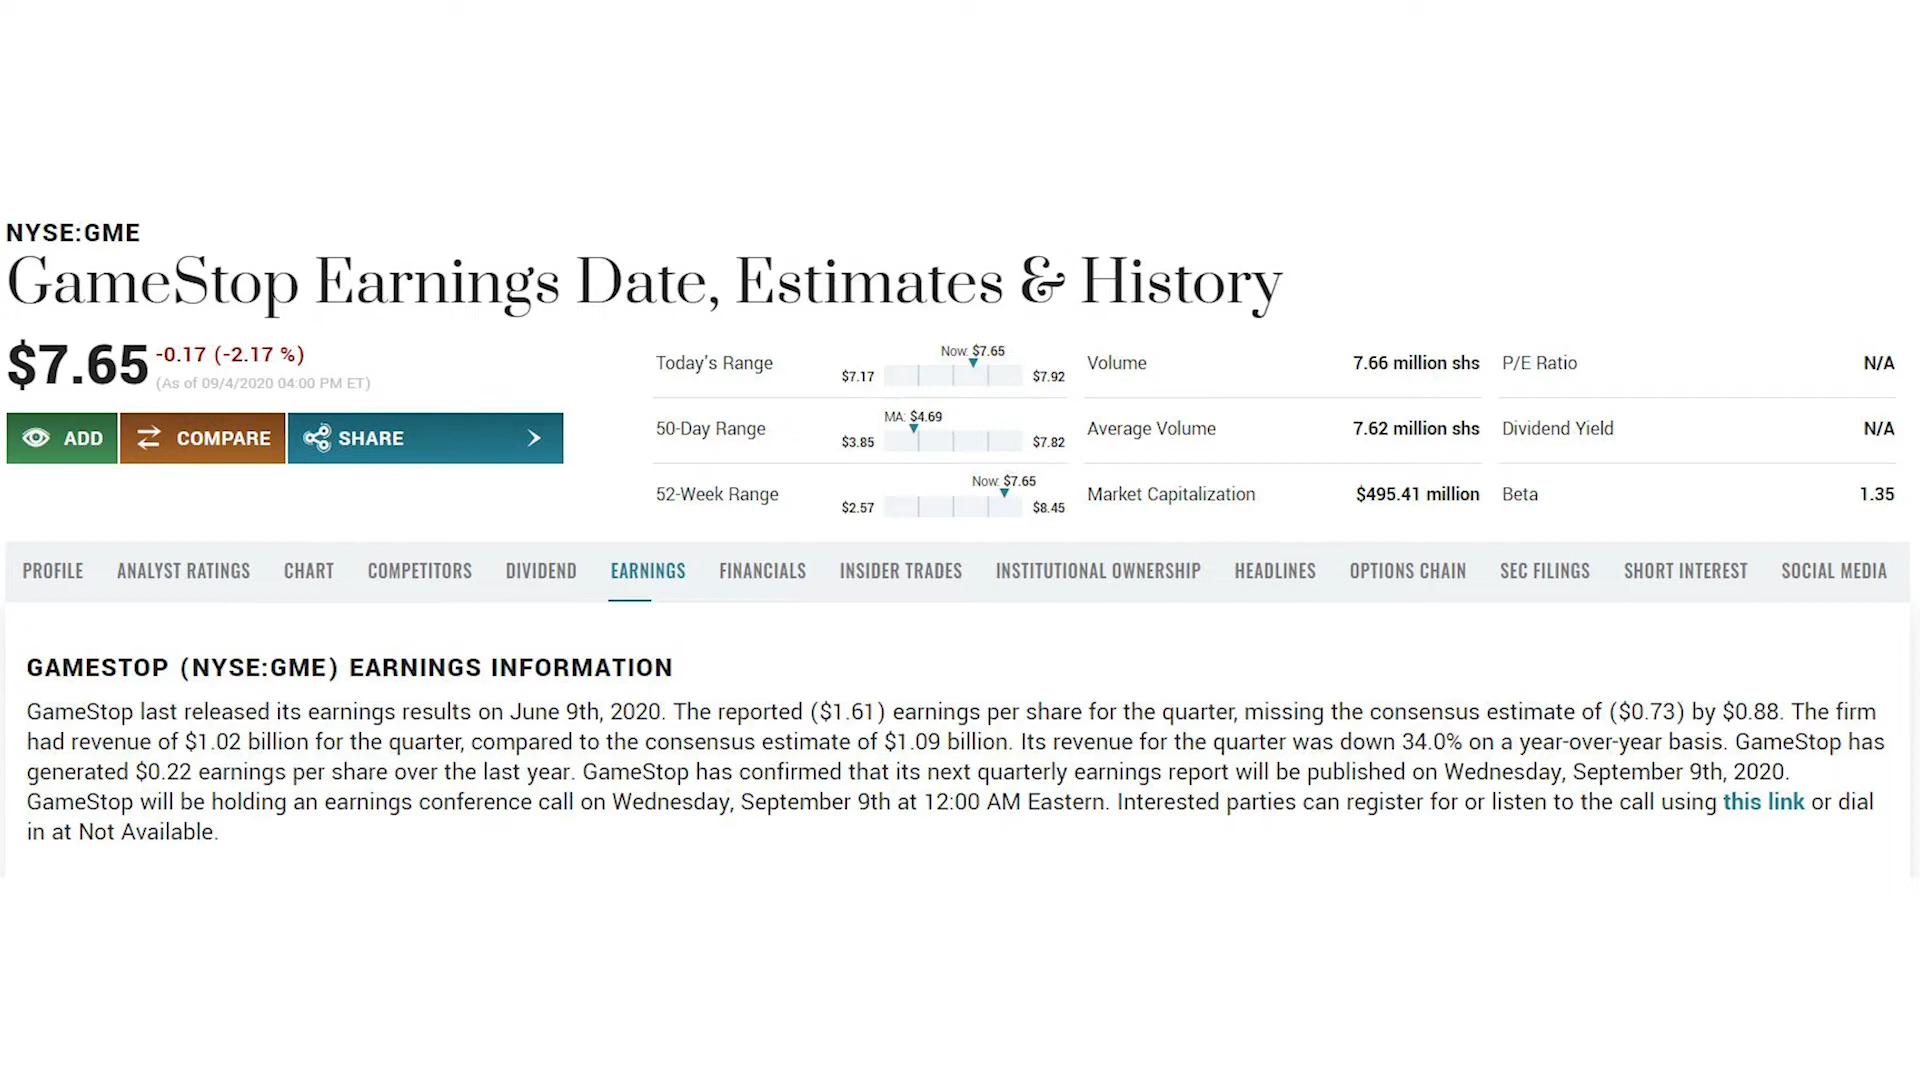 NYSE:GME
GameStop Earnings Date, Estimates & History
$7.65 -0.17 (-2.17 %)
(As of 09/4/2020 04:00 PM ET)
ADD COMPARE SHARE
Today's Range $7.17 Now: $7.65 $7.92
50-Day Range $3.85 MA: $4.69 $7.82
52-Week Range $2.57 Now: $7.65 $8.45
Volume 7.66 million shs
Average Volume 7.62 million shs
Market Capitalization $495.41 million
P/E Ratio N/A
Dividend Yield N/A
Beta 1.35
PROFILE ANALYST RATINGS CHART COMPETITORS DIVIDEND EARNINGS FINANCIALS INSIDER TRADES INSTITUTIONAL OWNERSHIP HEADLINES OPTIONS CHAIN SEC FILINGS SHORT INTEREST SOCIAL MEDIA
GAMESTOP (NYSE:GME) EARNINGS INFORMATION
GameStop last released its earnings results on June 9th, 2020. The reported ($1.61) earnings per share for the quarter, missing the consensus estimate of ($0.73) by $0.88. The firm
had revenue of $1.02 billion for the quarter, compared to the consensus estimate of $1.09 billion. Its revenue for the quarter was down 34.0% on a year-over-year basis. GameStop has
generated $0.22 earnings per share over the last year. GameStop has confirmed that its next quarterly earnings report will be published on Wednesday, September 9th, 2020.
GameStop will be holding an earnings conference call on Wednesday, September 9th at 12:00 AM Eastern. Interested parties can register for or listen to the call using this link or dial
in at Not Available.